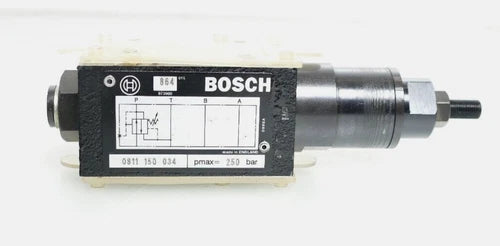 864
BOSCH
P T B A
0811 150 034 pmax= 250 bar
made in ENGLAND